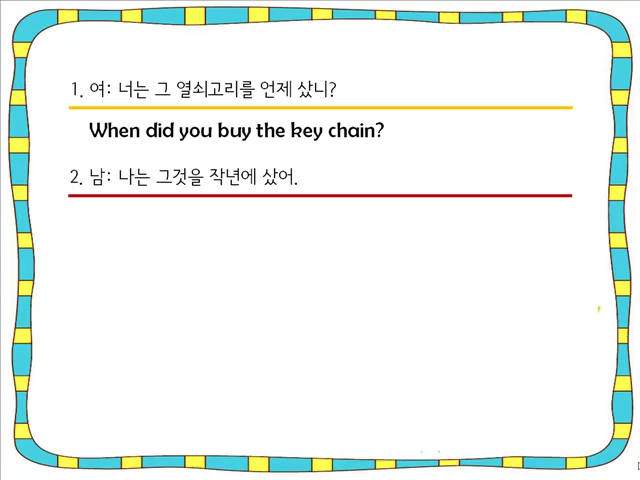 1. 여: 너는 그 열쇠고리를 언제 샀니?
When did you buy the key chain?
2. 남: 나는 그것을 작년에 샀어.